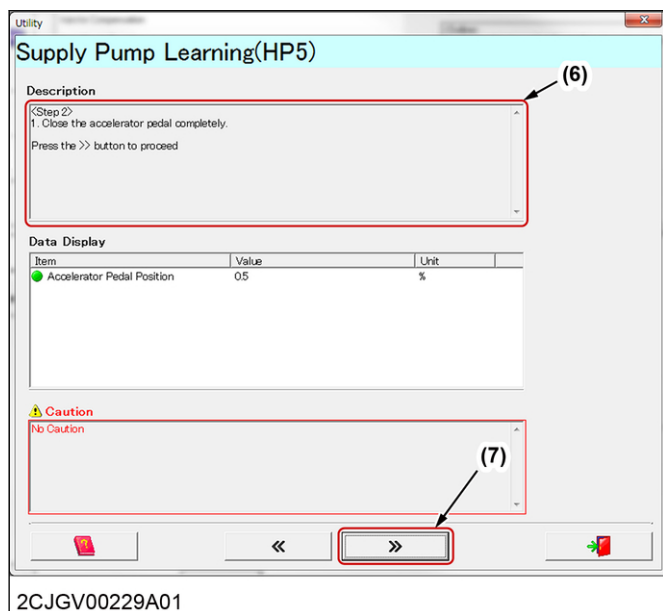 Utility
Supply Pump Learning(HP5)
(6)
Description
<Step 2>
1. Close the accelerator pedal completely.
Press the >> button to proceed
Data Display
Item Value Unit
Accelerator Pedal Position 0.5 %
Caution
No Caution
(7)
<< >>
2CJGV00229A01